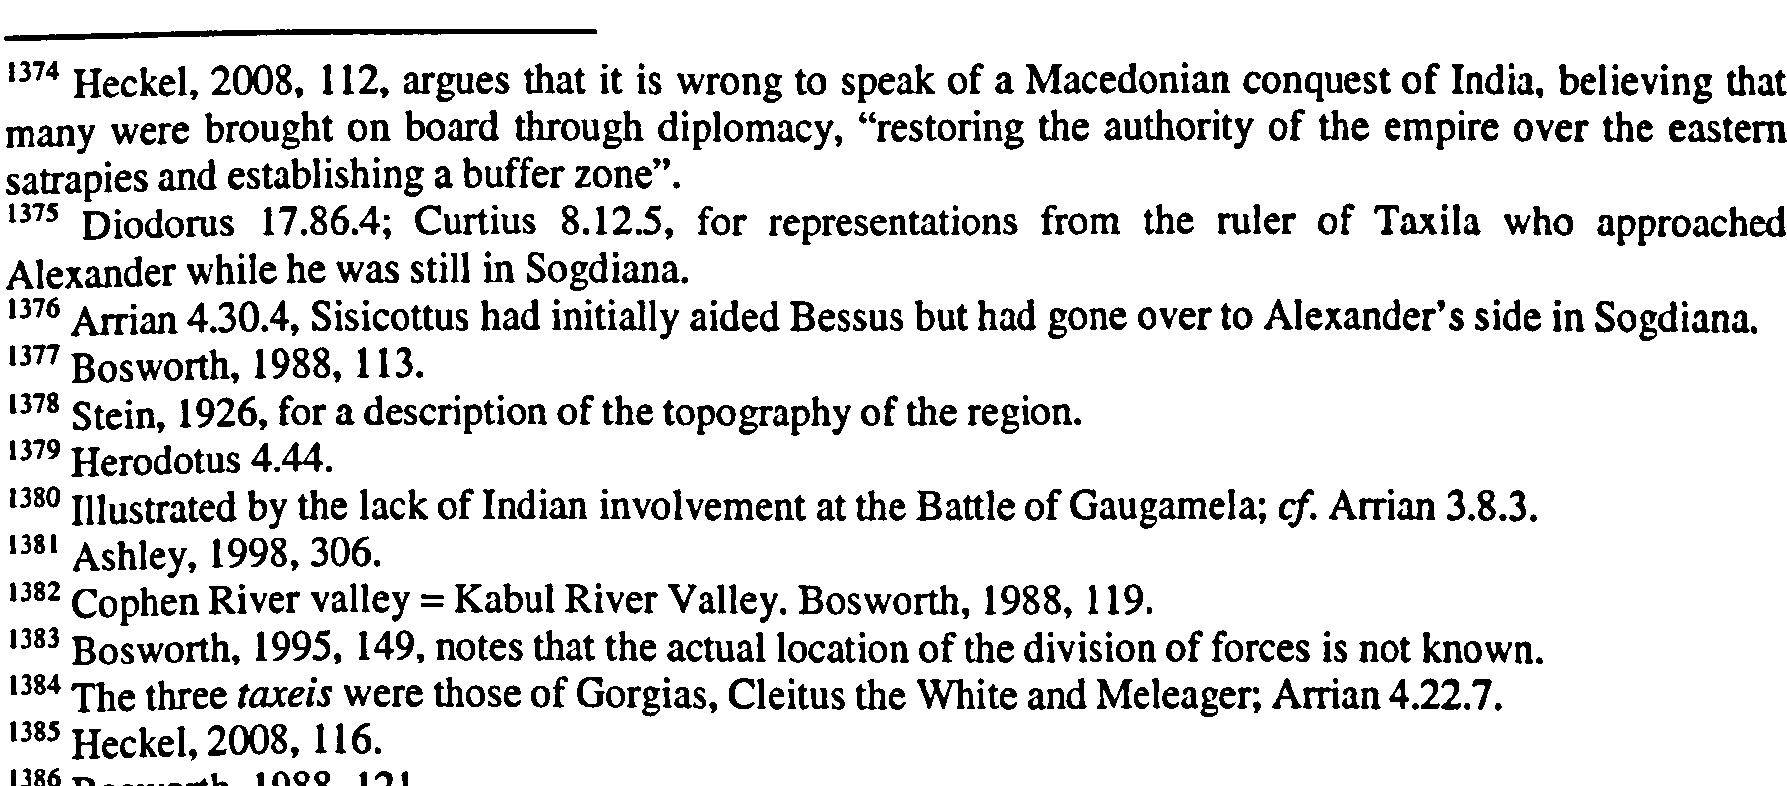 1374 Heckel, 2008, 112, argues that it is wrong to speak of a Macedonian conquest of India, believing that
many were brought on board through diplomacy, “restoring the authority of the empire over the eastern
satrapies and establishing a buffer zone”.
1375 Diodorus 17.86.4; Curtius 8.12.5, for representations from the ruler of Taxila who approached
Alexander while he was still in Sogdiana.
1376 Arrian 4.30.4, Sisicottus had initially aided Bessus but had gone over to Alexander’s side in Sogdiana.
1377 Bosworth, 1988, 113.
1378 Stein, 1926, for a description of the topography of the region.
1379 Herodotus 4.44.
1380 Illustrated by the lack of Indian involvement at the Battle of Gaugamela; cf. Arrian 3.8.3.
1381 Ashley, 1998, 306.
1382 Cophen River valley = Kabul River Valley. Bosworth, 1988, 119.
1383 Bosworth, 1995, 149, notes that the actual location of the division of forces is not known.
1384 The three taxeis were those of Gorgias, Cleitus the White and Meleager; Arrian 4.22.7.
1385 Heckel, 2008, 116.
1386 Bosworth, 1988, 121